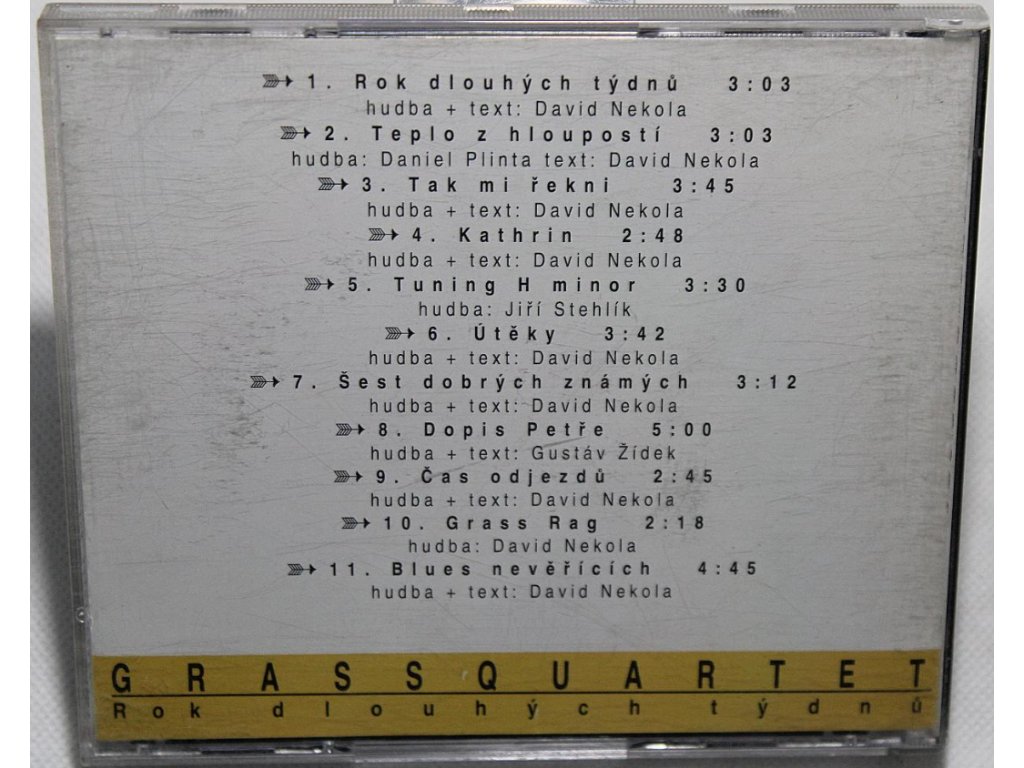 1. Rok dlouhých týdnů 3:03
hudba + text: David Nekola
2. Teplo z hloupostí 3:03
hudba: Daniel Plinta text: David Nekola
3. Tak mi řekni 3:45
hudba + text: David Nekola
4. Kathrin 2:48
hudba + text: David Nekola
5. Tuning H minor 3:30
hudba: Jiří Stehlík
6. Útěky 3:42
hudba + text: David Nekola
7. Šest dobrých známých 3:12
hudba + text: David Nekola
8. Dopis Petře 5:00
hudba + text: Gustáv Žídek
9. Čas odjezdů 2:45
hudba + text: David Nekola
10. Grass Rag 2:18
hudba: David Nekola
11. Blues nevěřících 4:45
hudba + text: David Nekola
GRASSQUARTET
Rok dlouhých týdnů